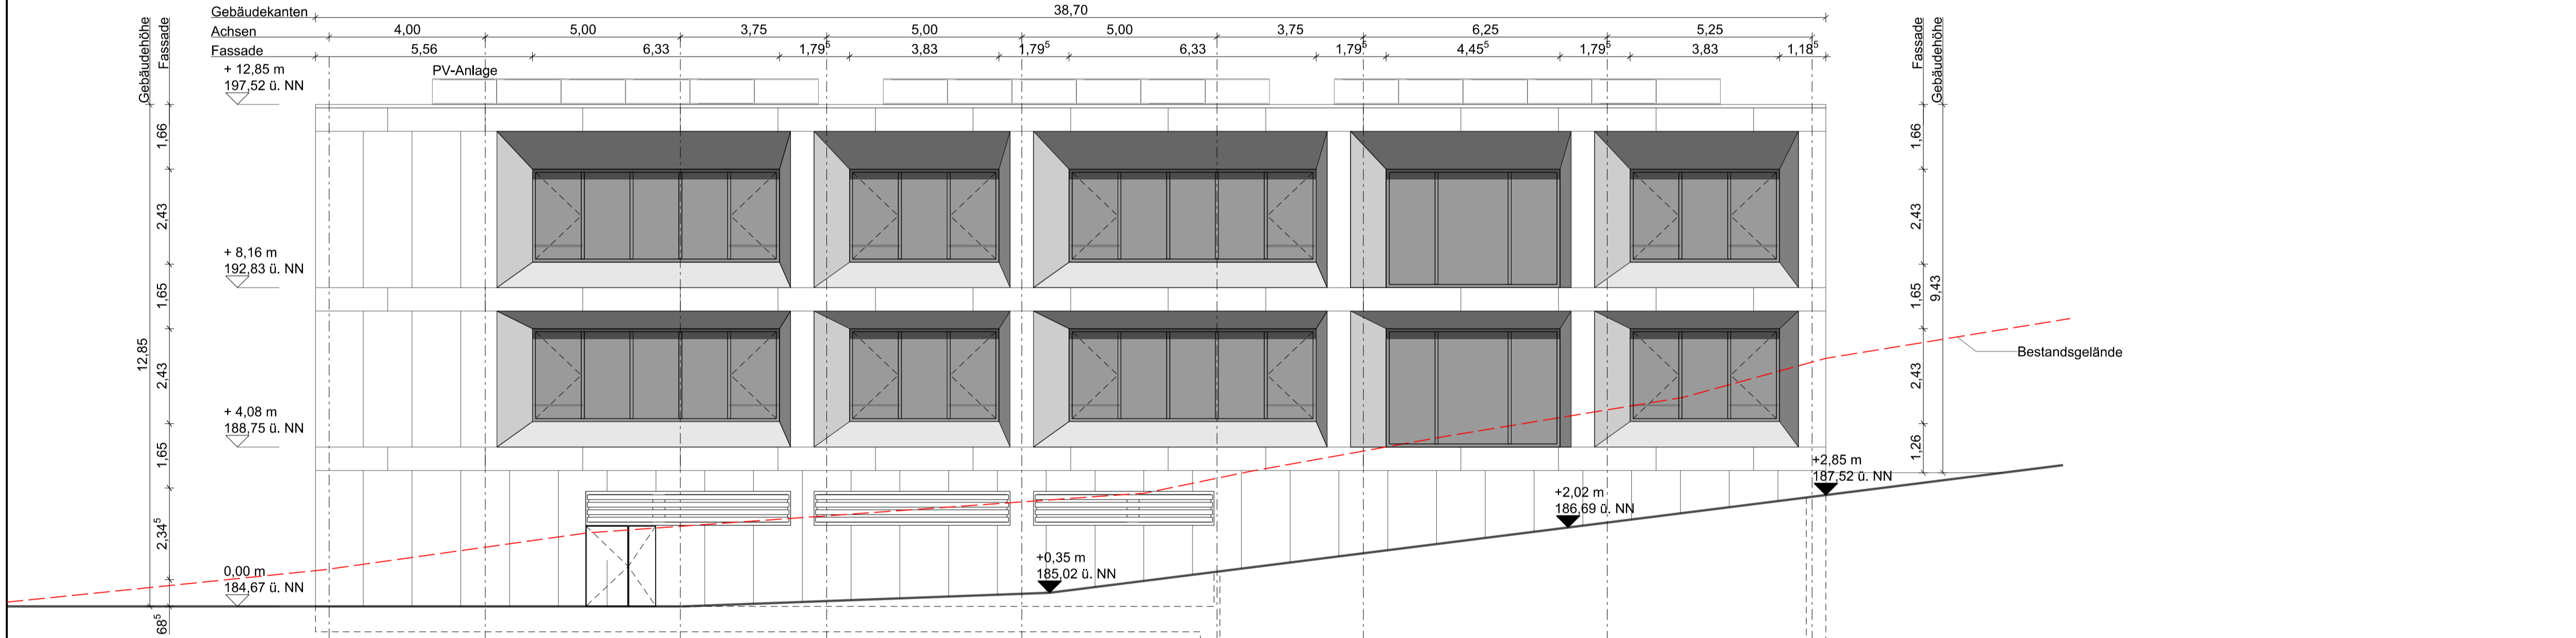 Gebäudekanten
38,70
Achsen
4,00 5,00 3,75 5,00 5,00 3,75 6,25 5,25
Fassade
5,56 6,33 1,79⁵ 3,83 1,79⁵ 6,33 1,79⁵ 4,45⁵ 1,79⁵ 3,83 1,18⁵
Gebäudehöhe
Fassade
+ 12,85 m
197,52 ü. NN
PV-Anlage
Fassade
Gebäudehöhe
1,66
2,43
+ 8,16 m
192,83 ü. NN
1,65
12,85
2,43
+ 4,08 m
188,75 ü. NN
1,65
2,34⁵
0,00 m
184,67 ü. NN
68⁵
+0,35 m
185,02 ü. NN
+2,02 m
186,69 ü. NN
+2,85 m
187,52 ü. NN
1,66
2,43
1,65
9,43
2,43
1,26
Bestandsgelände